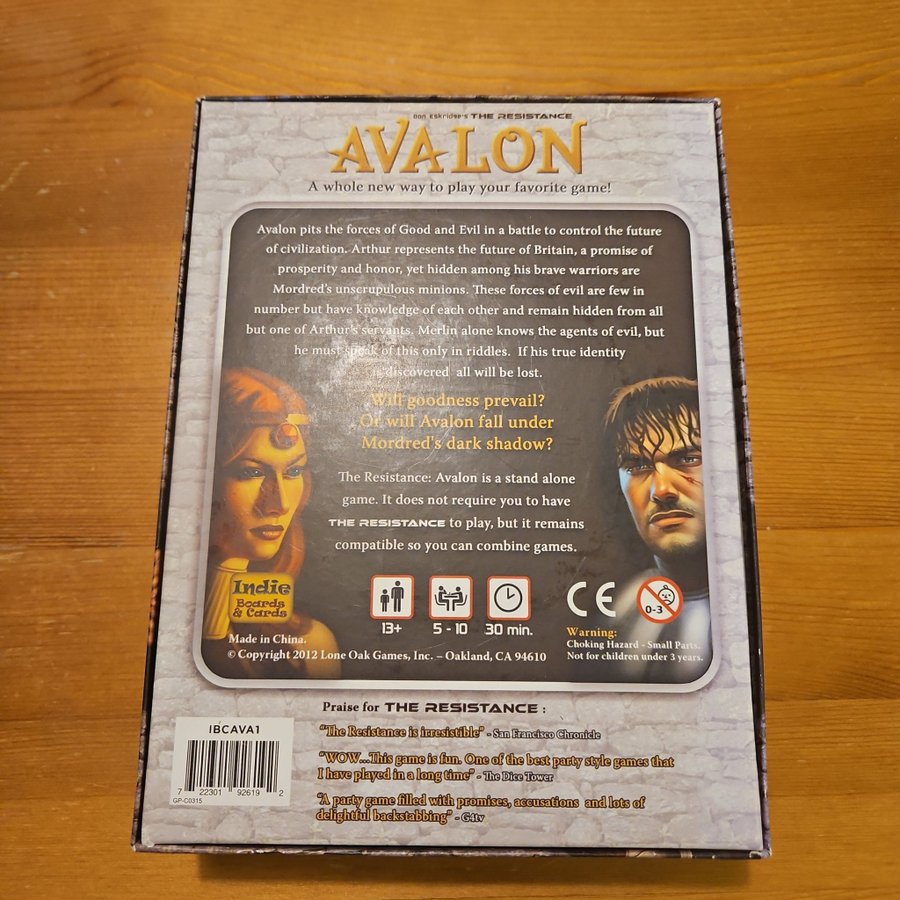 Don Eskridge's THE RESISTANCE
AVALON
A whole new way to play your favorite game!
Avalon pits the forces of Good and Evil in a battle to control the future
of civilization. Arthur represents the future of Britain, a promise of
prosperity and honor, yet hidden among his brave warriors are
Mordred's unscrupulous minions. These forces of evil are few in
number but have knowledge of each other and remain hidden from all
but one of Arthur's servants. Merlin alone knows the agents of evil, but
he must speak of this only in riddles. If his true identity
is discovered all will be lost.
Will goodness prevail?
Or will Avalon fall under
Mordred's dark shadow?
The Resistance: Avalon is a stand alone
game. It does not require you to have
THE RESISTANCE to play, but it remains
compatible so you can combine games.
Indie
Boards
& Cards
13+
5 - 10
30 min.
CE
0-3
Warning:
Choking Hazard - Small Parts.
Not for children under 3 years.
Made in China.
© Copyright 2012 Lone Oak Games, Inc. – Oakland, CA 94610
Praise for THE RESISTANCE :
"The Resistance is irresistible" - San Francisco Chronicle
"WOW...This game is fun. One of the best party style games that
I have played in a long time" - The Dice Tower
"A party game filled with promises, accusations and lots of
delightful backstabbing" - G4tv
IBCAVA1
7 22301 92619 2
GP-C0315